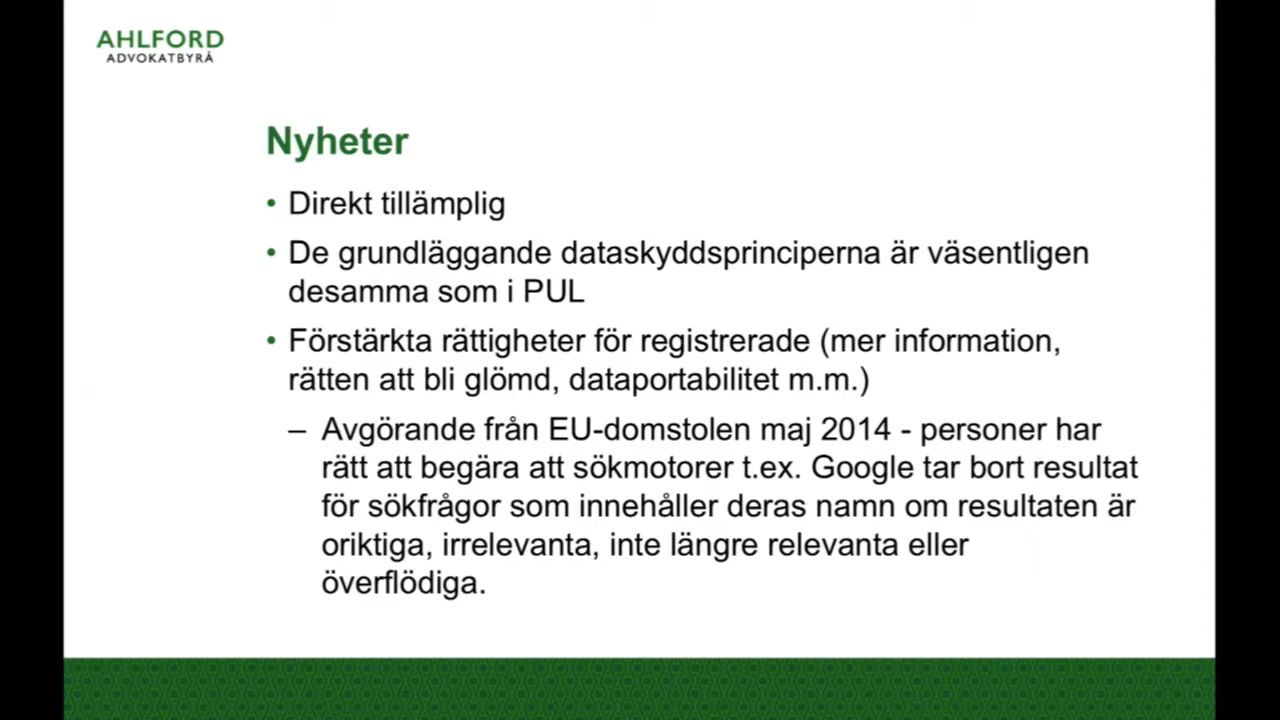 AHLFORD
ADVOKATBYRÅ
Nyheter
• Direkt tillämplig
• De grundläggande dataskyddsprinciperna är väsentligen
desamma som i PUL
• Förstärkta rättigheter för registrerade (mer information,
rätten att bli glömd, dataportabilitet m.m.)
– Avgörande från EU-domstolen maj 2014 - personer har
rätt att begära att sökmotorer t.ex. Google tar bort resultat
för sökfrågor som innehåller deras namn om resultaten är
oriktiga, irrelevanta, inte längre relevanta eller
överflödiga.